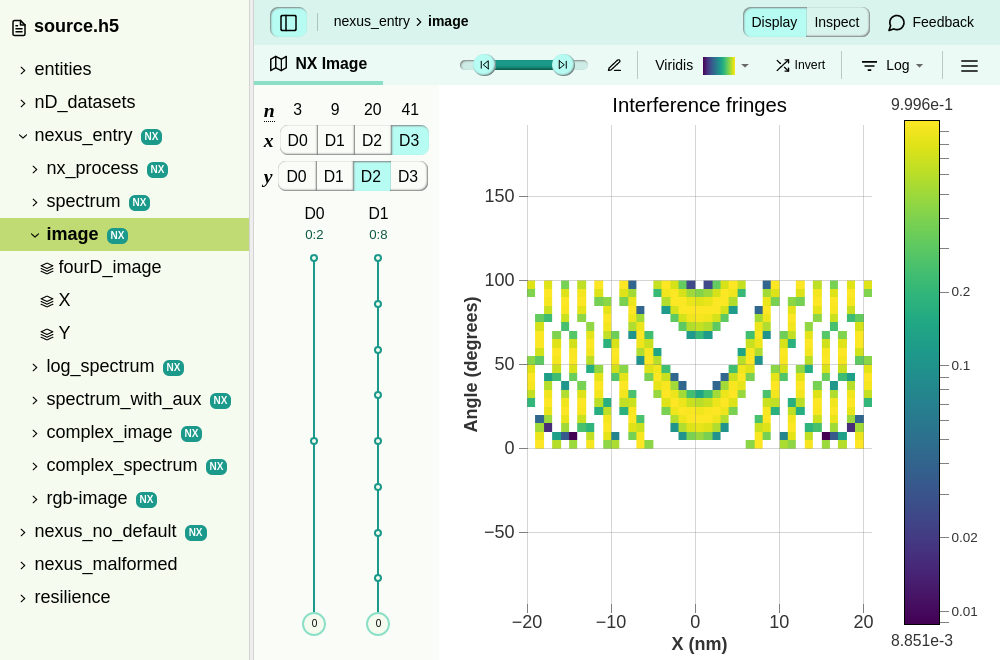 source.h5
entities
nD_datasets
nexus_entry NX
nx_process NX
spectrum NX
image NX
fourD_image
X
Y
log_spectrum NX
spectrum_with_aux NX
complex_image NX
complex_spectrum NX
rgb-image NX
nexus_no_default NX
nexus_malformed
resilience
nexus_entry › image
Display Inspect Feedback
NX Image
Viridis Invert Log
n 3 9 20 41
x D0 D1 D2 D3
y D0 D1 D2 D3
D0 D1
0:2 0:8
0 0
Interference fringes
Angle (degrees)
150
100
50
0
−50
−20 −10 0 10 20
X (nm)
9.996e-1
0.2
0.1
0.02
0.01
8.851e-3